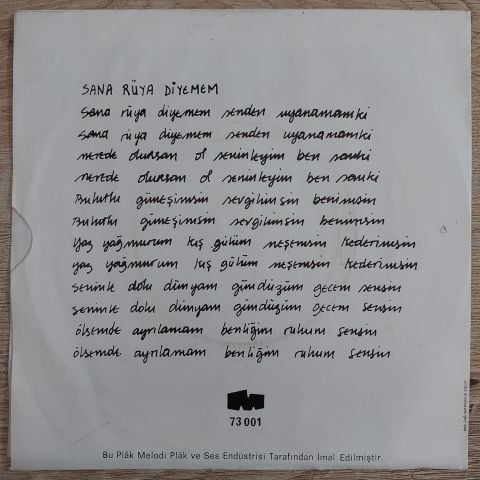 SANA RÜYA DİYEMEM
Sana rüya diyemem senden uyanamamki
Sana rüya diyemem senden uyanamamki
nerede olursan ol seninleyim ben sanki
nerede olursan ol seninleyim ben sanki
Bulutlu güneşimsin sevgilimsin benimsin
Bulutlu güneşimsin sevgilimsin benimsin
Yaz yağmurum kış gülüm neşemsin kederimsin
yaz yağmurum kış gülüm neşemsin kederimsin
Seninle dolu dünyam gündüzüm gecem sensin
seninle dolu dünyam gündüzüm gecem sensin
ölsemde ayrılamam benliğim ruhum sensin
ölsemde ayrılamam benliğim ruhum sensin
73 001
Bu Plâk Melodi Plâk ve Ses Endüstrisi Tarafından İmal Edilmiştir.